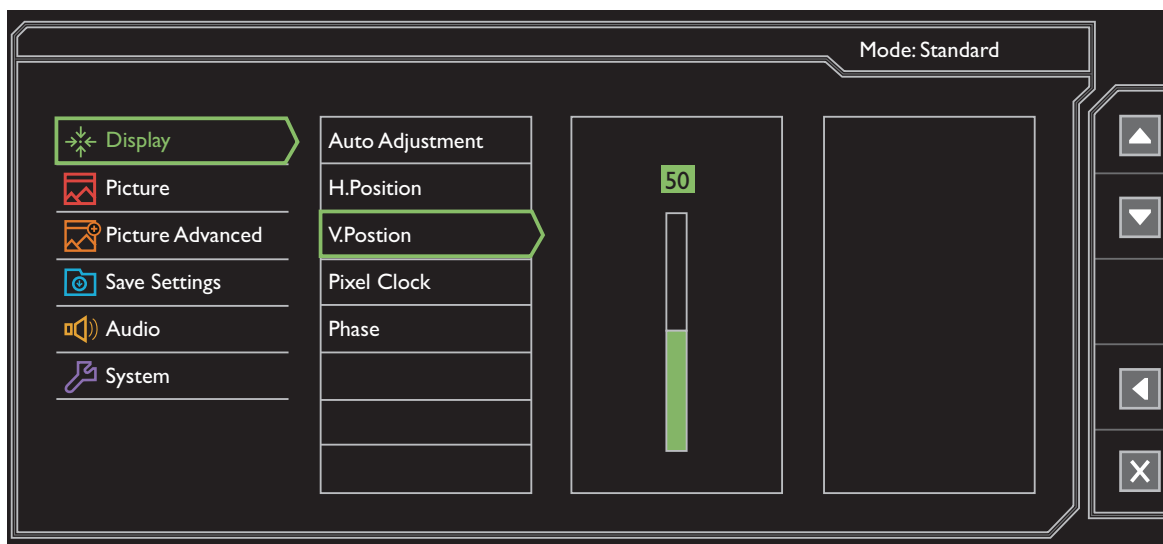 Mode: Standard
Display
Picture
Picture Advanced
Save Settings
Audio
System
Auto Adjustment
H.Position
V.Postion
Pixel Clock
Phase
50